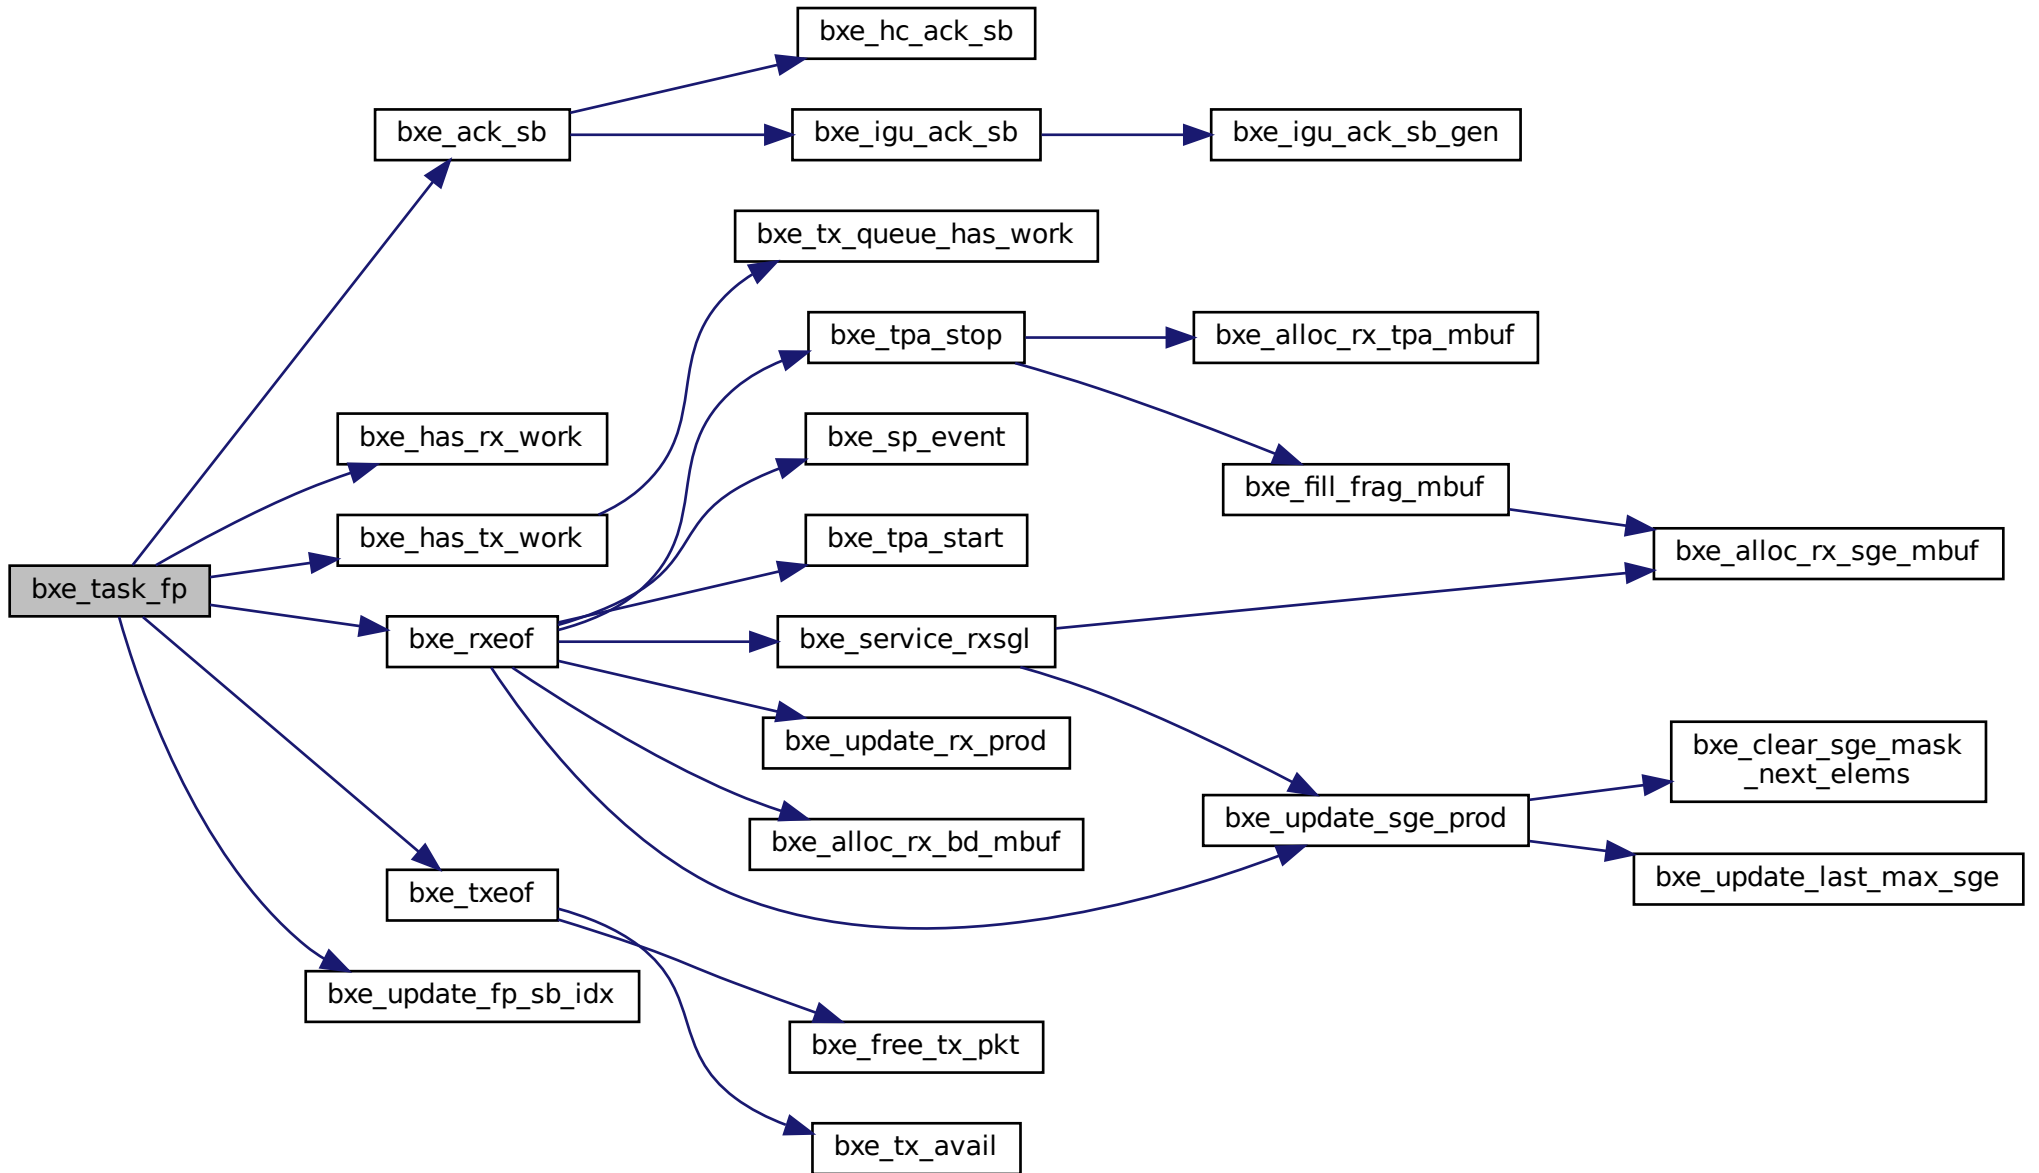 bxe_hc_ack_sb
bxe_ack_sb
bxe_igu_ack_sb
bxe_igu_ack_sb_gen
bxe_tx_queue_has_work
bxe_tpa_stop
bxe_alloc_rx_tpa_mbuf
bxe_has_rx_work
bxe_sp_event
bxe_fill_frag_mbuf
bxe_has_tx_work
bxe_tpa_start
bxe_alloc_rx_sge_mbuf
bxe_task_fp
bxe_rxeof
bxe_service_rxsgl
bxe_update_rx_prod
bxe_clear_sge_mask
_next_elems
bxe_update_sge_prod
bxe_alloc_rx_bd_mbuf
bxe_update_last_max_sge
bxe_txeof
bxe_update_fp_sb_idx
bxe_free_tx_pkt
bxe_tx_avail